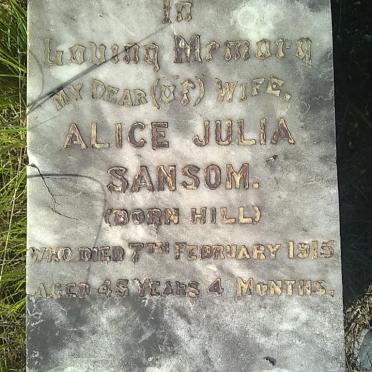 In
Loving Memory
MY DEAR (OF) WIFE,
ALICE JULIA
SANSOM.
(BORN HILL)
WHO DIED 7TH FEBRUARY 1915
AGED 45 YEARS 4 MONTHS.